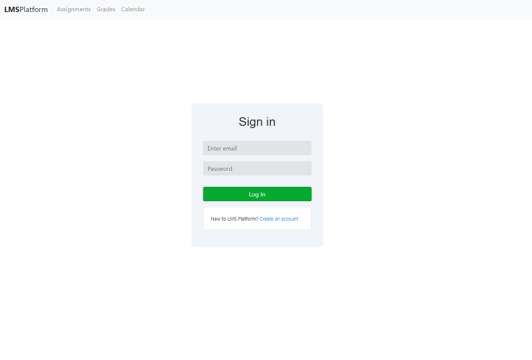 LMSPlatform Assignments Grades Calendar
Sign in
Enter email
Password
Log In
New to LMS Platform? Create an account